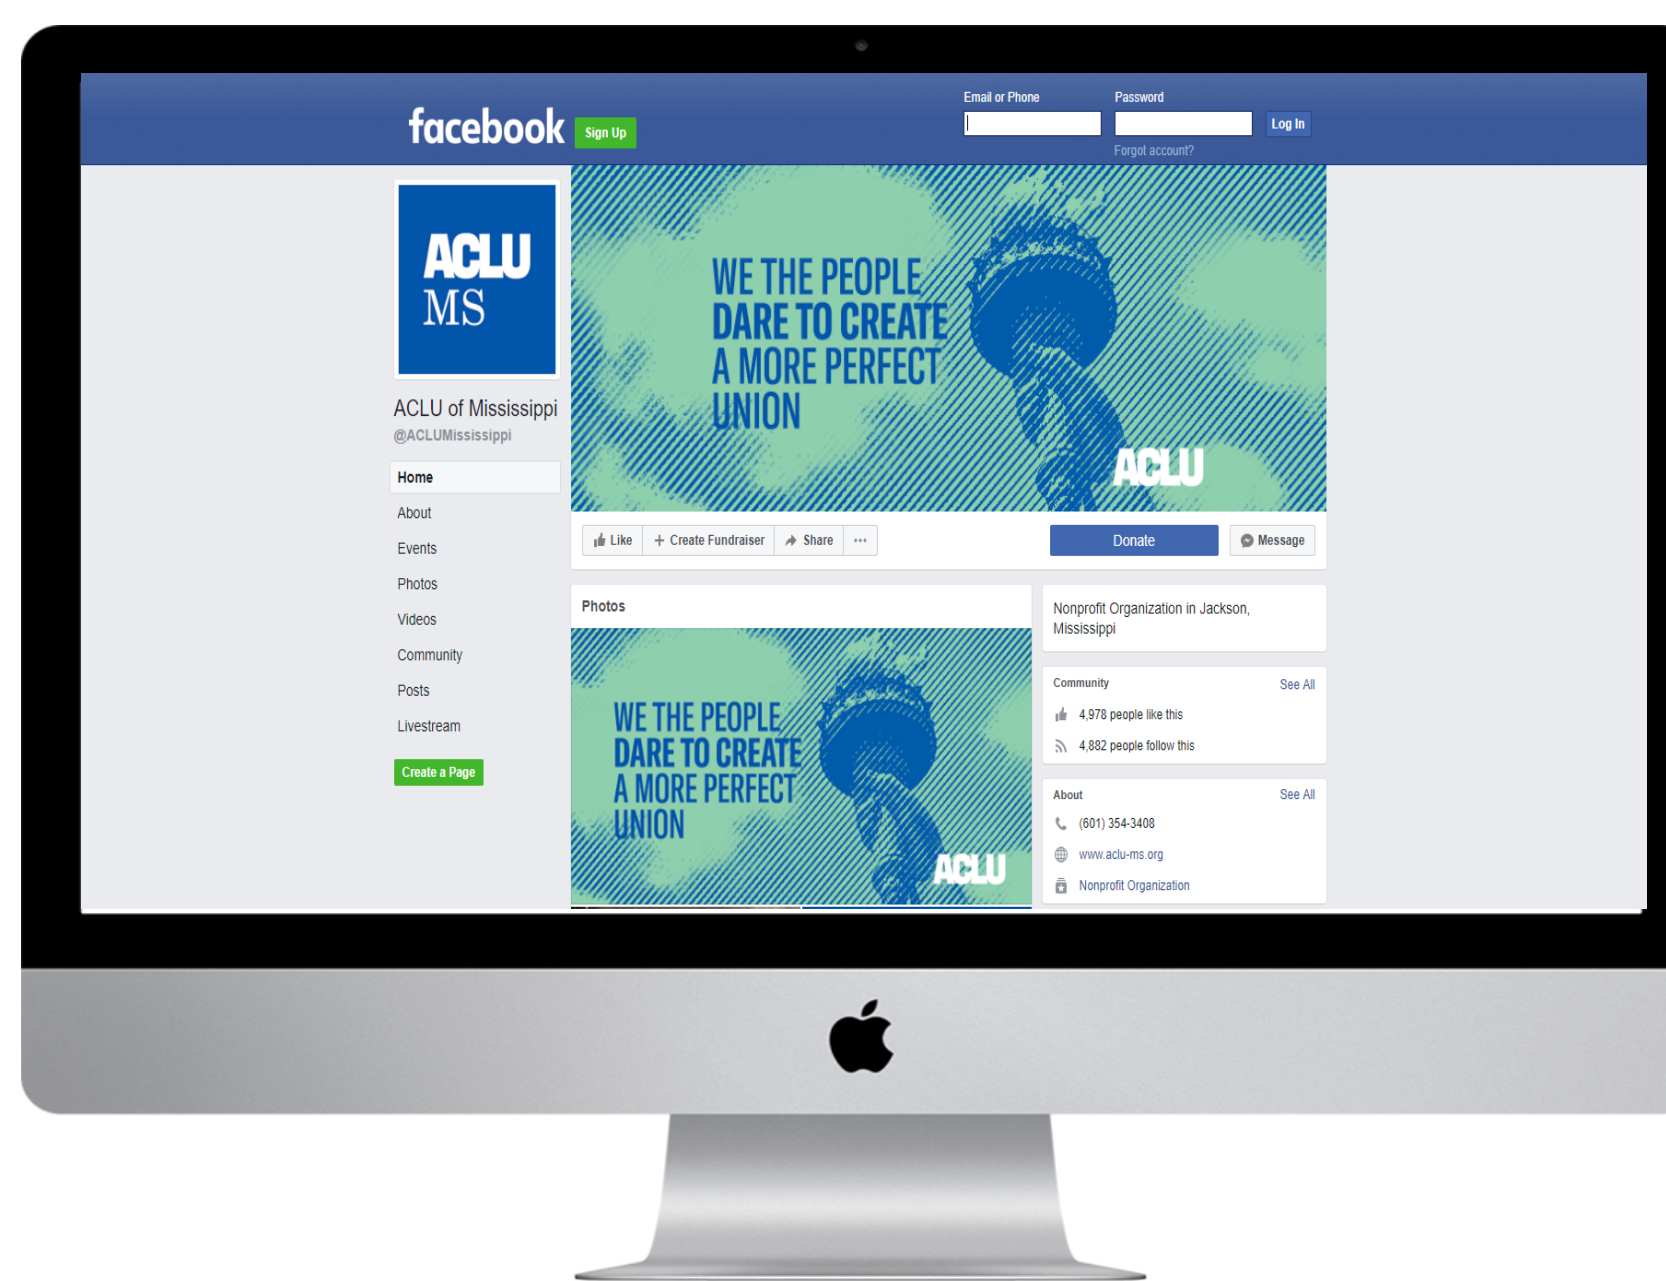 facebook
Sign Up
Email or Phone
Password
Log In
Forgot account?
ACLU
MS
ACLU of Mississippi
@ACLUMississippi
Home
About
Events
Photos
Videos
Community
Posts
Livestream
Create a Page
WE THE PEOPLE
DARE TO CREATE
A MORE PERFECT
UNION
ACLU
Like
+ Create Fundraiser
Share
...
Donate
Message
Photos
WE THE PEOPLE
DARE TO CREATE
A MORE PERFECT
UNION
ACLU
Nonprofit Organization in Jackson,
Mississippi
Community
See All
4,978 people like this
4,882 people follow this
About
See All
(601) 354-3408
www.aclu-ms.org
Nonprofit Organization